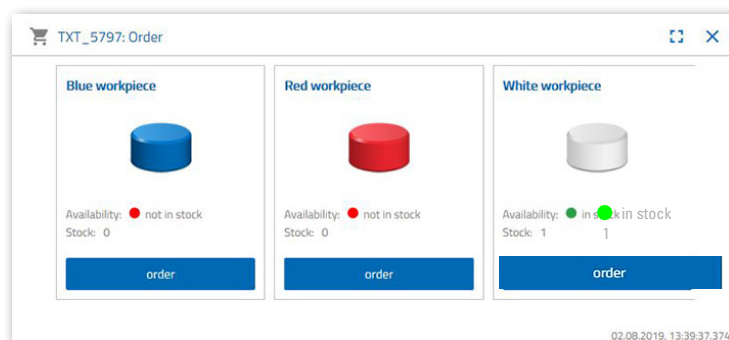 TXT_5797: Order
Blue workpiece
Availability: not in stock
Stock: 0
order
Red workpiece
Availability: not in stock
Stock: 0
order
White workpiece
Availability: in stock in stock
Stock: 1 1
order
02.08.2019, 13:39:37.374